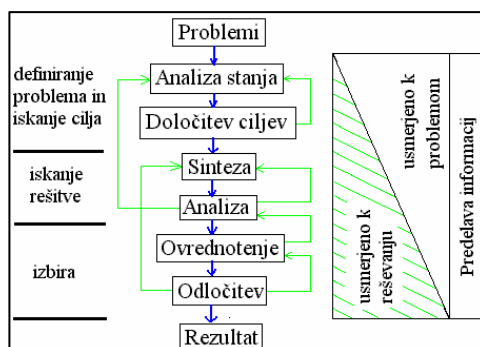 Problemi
definiranje
problema in
iskanje cilja
Analiza stanja
Določitev ciljev
iskanje
rešitve
Sinteza
Analiza
izbira
Ovrednotenje
Odločitev
Rezultat
usmerjeno k
reševanju
usmerjeno k
problemom
Predelava informacij